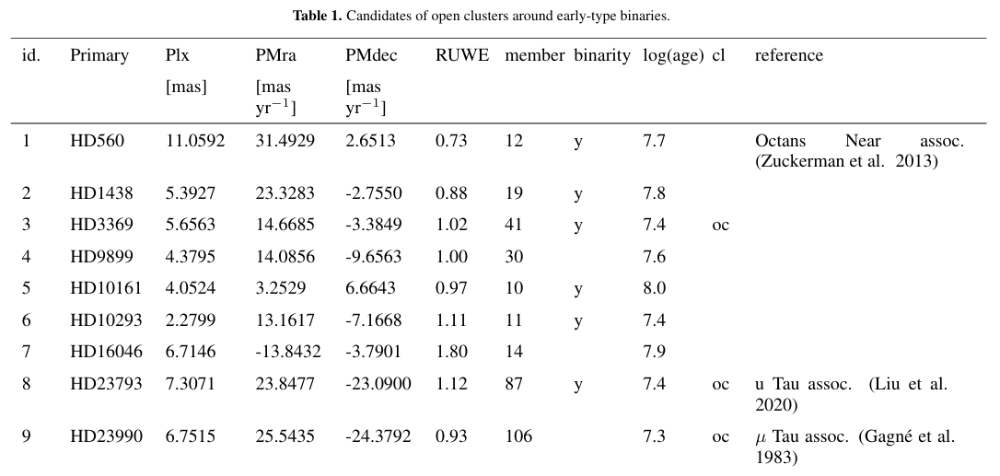 Table 1. Candidates of open clusters around early-type binaries.
id. Primary Plx PMra PMdec RUWE member binarity log(age) cl reference
[mas] [mas [mas
yr−1] yr−1]
1 HD560 11.0592 31.4929 2.6513 0.73 12 y 7.7 Octans Near assoc.
(Zuckerman et al. 2013)
2 HD1438 5.3927 23.3283 -2.7550 0.88 19 y 7.8
3 HD3369 5.6563 14.6685 -3.3849 1.02 41 y 7.4 oc
4 HD9899 4.3795 14.0856 -9.6563 1.00 30 7.6
5 HD10161 4.0524 3.2529 6.6643 0.97 10 y 8.0
6 HD10293 2.2799 13.1617 -7.1668 1.11 11 y 7.4
7 HD16046 6.7146 -13.8432 -3.7901 1.80 14 7.9
8 HD23793 7.3071 23.8477 -23.0900 1.12 87 y 7.4 oc u Tau assoc. (Liu et al.
2020)
9 HD23990 6.7515 25.5435 -24.3792 0.93 106 7.3 oc μ Tau assoc. (Gagné et al.
1983)